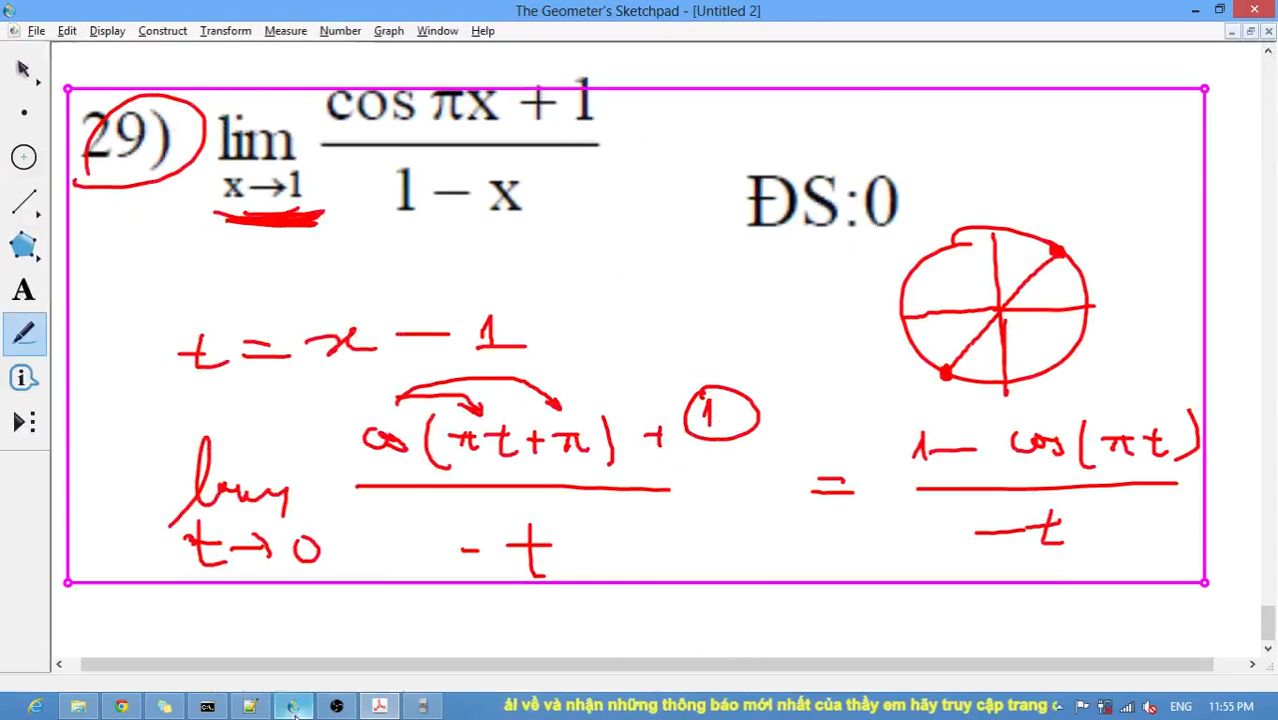 The Geometer's Sketchpad - [Untitled 2]
File Edit Display Construct Transform Measure Number Graph Window Help
29) lim x→1 cos πx + 1 / 1 − x
ĐS:0
t = x − 1
lim t→0 cos(πt+π) + 1 / - t = 1 − cos(πt) / −t
A
ải về và nhận những thông báo mới nhất của thầy em hãy truy cập trang
ENG 11:55 PM